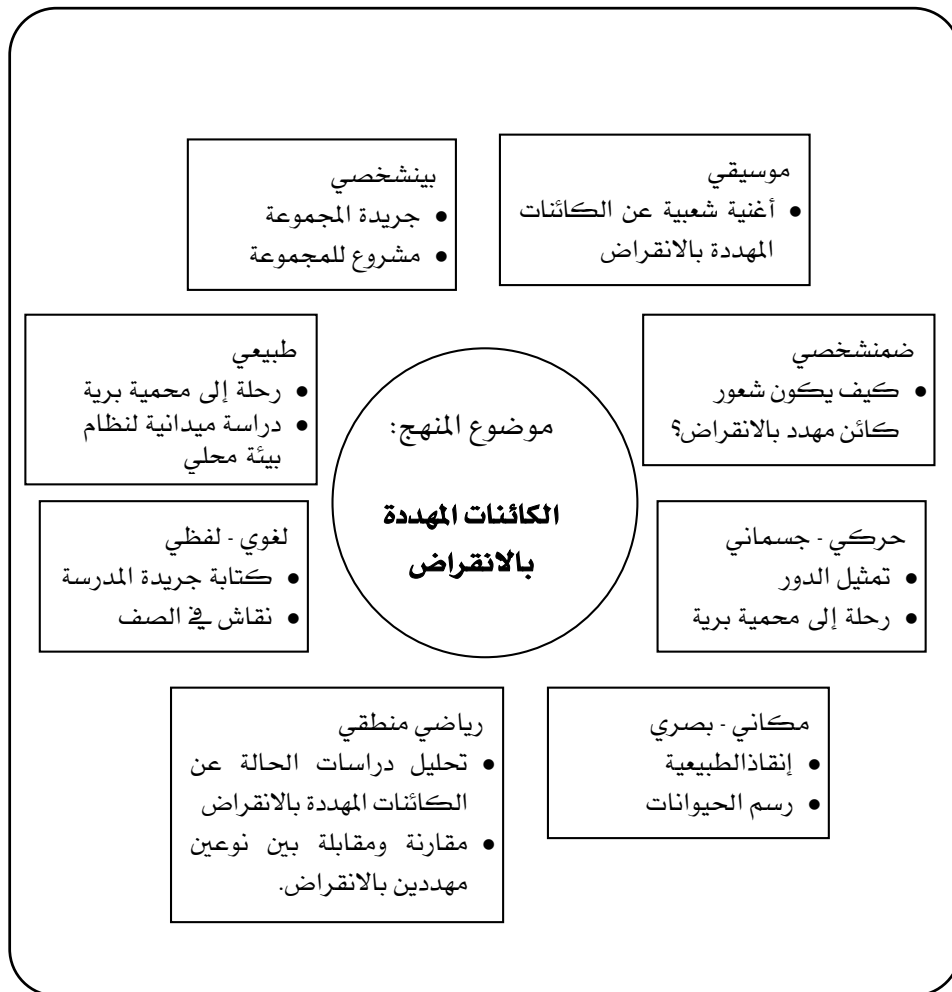 موسيقي
• أغنية شعبية عن الكائنات
المهددة بالانقراض
بينشخصي
• جريدة المجموعة
• مشروع للمجموعة
ضمنشخصي
• كيف يكون شعور
كائن مهدد بالانقراض؟
طبيعي
• رحلة إلى محمية برية
• دراسة ميدانية لنظام
بيئة محلي
موضوع المنهج:
الكائنات المهددة
بالانقراض
حركي - جسماني
• تمثيل الدور
• رحلة إلى محمية برية
لغوي - لفظي
• كتابة جريدة المدرسة
• نقاش في الصف
مكاني - بصري
• إنقاذالطبيعية
• رسم الحيوانات
رياضي منطقي
• تحليل دراسات الحالة عن
الكائنات المهددة بالانقراض
• مقارنة ومقابلة بين نوعين
مهددين بالانقراض.